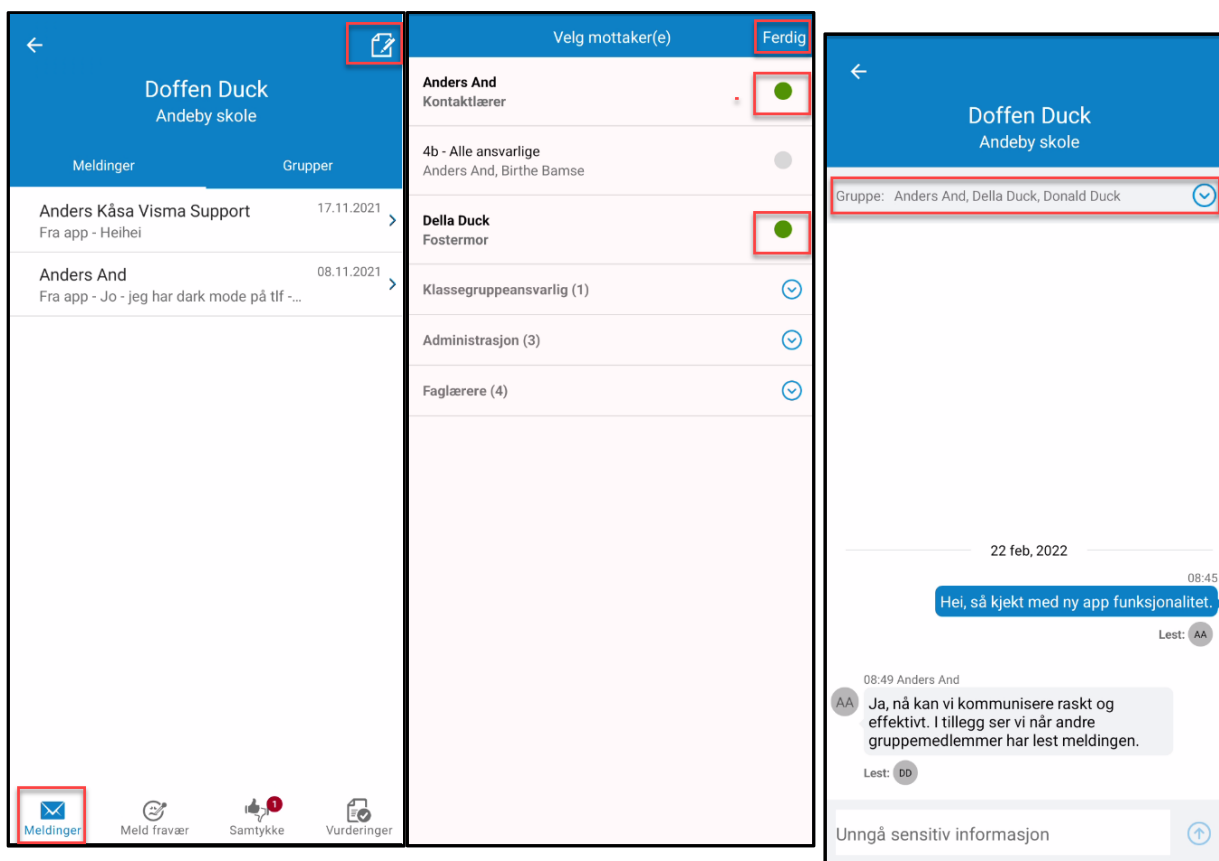 Doffen Duck
Andeby skole
Meldinger
Grupper
Anders Kåsa Visma Support
17.11.2021
Fra app - Heihei
Anders And
08.11.2021
Fra app - Jo - jeg har dark mode på tlf -...
Meldinger
Meld fravær
1
Samtykke
Vurderinger
Velg mottaker(e)
Ferdig
Anders And
Kontaktlærer
4b - Alle ansvarlige
Anders And, Birthe Bamse
Della Duck
Fostermor
Klassegruppeansvarlig (1)
Administrasjon (3)
Faglærere (4)
Doffen Duck
Andeby skole
Gruppe: Anders And, Della Duck, Donald Duck
22 feb, 2022
08:45
Hei, så kjekt med ny app funksjonalitet.
Lest: AA
08:49 Anders And
AA
Ja, nå kan vi kommunisere raskt og
effektivt. I tillegg ser vi når andre
gruppemedlemmer har lest meldingen.
Lest: DD
Unngå sensitiv informasjon